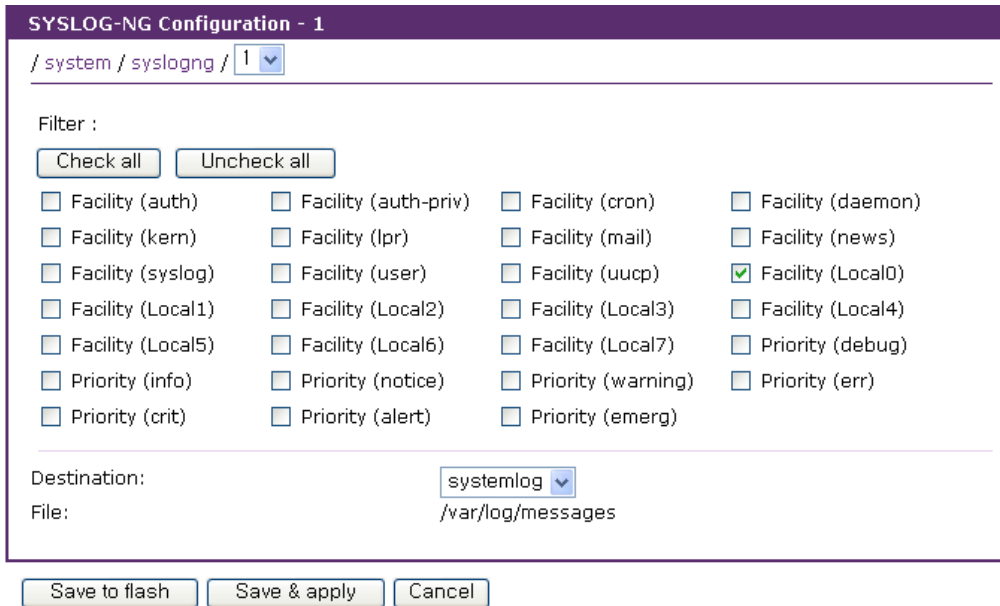 SYSLOG-NG Configuration - 1
/ system / syslogng / 1
Filter :
Check all Uncheck all
Facility (auth) Facility (auth-priv) Facility (cron) Facility (daemon)
Facility (kern) Facility (lpr) Facility (mail) Facility (news)
Facility (syslog) Facility (user) Facility (uucp) Facility (Local0)
Facility (Local1) Facility (Local2) Facility (Local3) Facility (Local4)
Facility (Local5) Facility (Local6) Facility (Local7) Priority (debug)
Priority (info) Priority (notice) Priority (warning) Priority (err)
Priority (crit) Priority (alert) Priority (emerg)
Destination: systemlog
File: /var/log/messages
Save to flash Save & apply Cancel